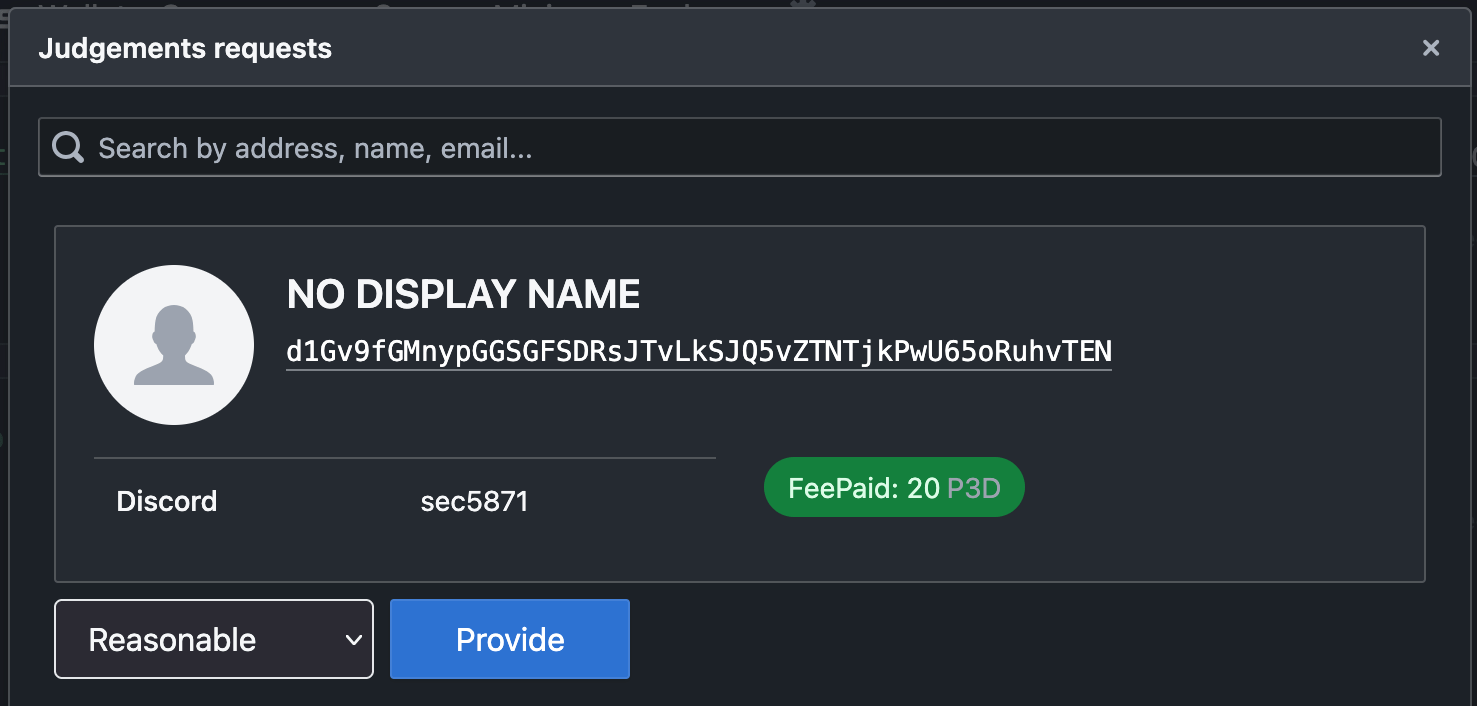 Judgements requests
Search by address, name, email...
NO DISPLAY NAME
d1Gv9fGMnypGGSGFSDRsJTvLkSJQ5vZTNTjkPwU65oRuhvTEN
Discord sec5871 FeePaid: 20 P3D
Reasonable Provide